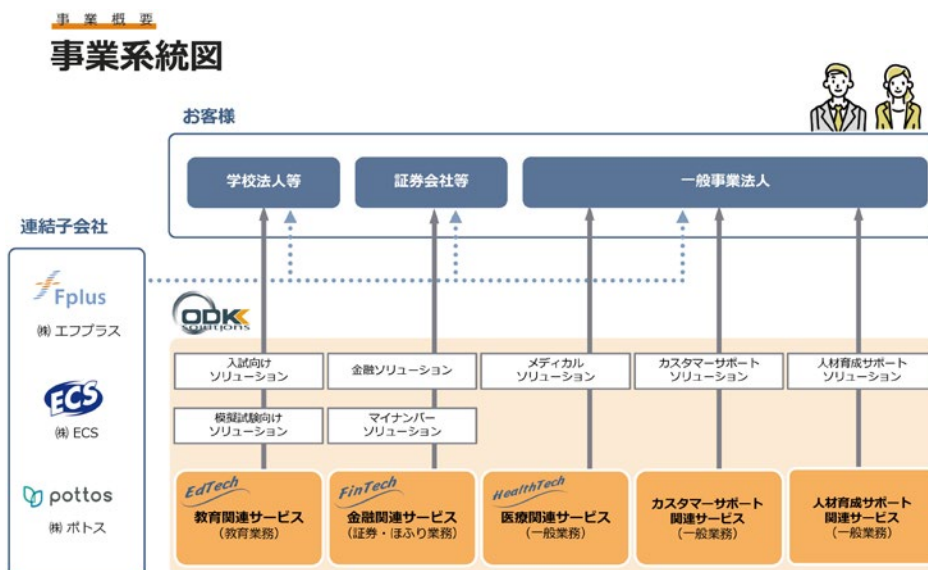 事業概要
事業系統図
お客様
学校法人等
証券会社等
一般事業法人
連結子会社
Fplus
㈱エフプラス
ECS
㈱ECS
pottos
㈱ポトス
ODK
solutions
入試向け
ソリューション
金融ソリューション
メディカル
ソリューション
カスタマーサポート
ソリューション
人材育成サポート
ソリューション
模擬試験向け
ソリューション
マイナンバー
ソリューション
EdTech
教育関連サービス
（教育業務）
FinTech
金融関連サービス
（証券・ほふり業務）
HealthTech
医療関連サービス
（一般業務）
カスタマーサポート
関連サービス
（一般業務）
人材育成サポート
関連サービス
（一般業務）